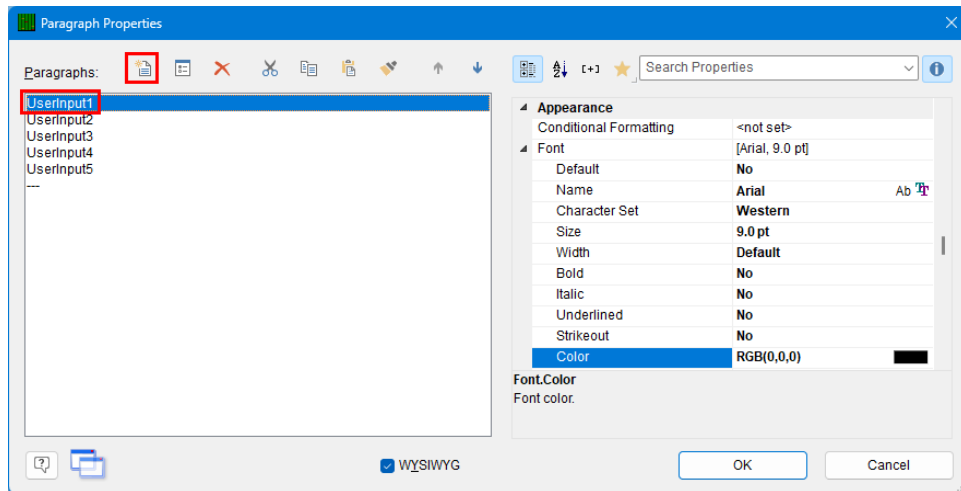 Paragraph Properties
Paragraphs:
Search Properties
UserInput1
UserInput2
UserInput3
UserInput4
UserInput5
---
Appearance
Conditional Formatting <not set>
Font [Arial, 9.0 pt]
Default No
Name Arial Ab
Character Set Western
Size 9.0 pt
Width Default
Bold No
Italic No
Underlined No
Strikeout No
Color RGB(0,0,0)
Font.Color
Font color.
WYSIWYG
OK
Cancel